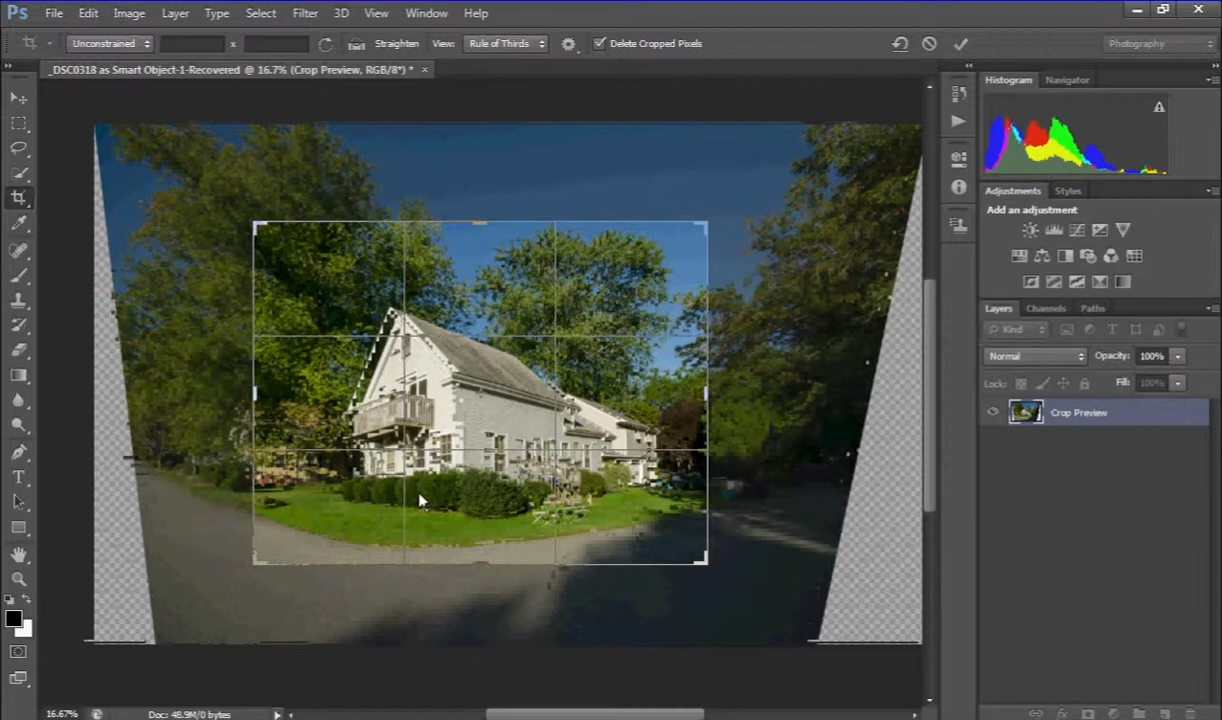 Ps File Edit Image Layer Type Select Filter 3D View Window Help
Unconstrained x Straighten View: Rule of Thirds Delete Cropped Pixels Photography
_DSC0318 as Smart Object-1-Recovered @ 16.7% (Crop Preview, RGB/8*) * ×
Histogram Navigator
Adjustments Styles
Add an adjustment
Layers Channels Paths
Kind
Normal Opacity: 100%
Lock: Fill: 100%
Crop Preview
16.67% Doc: 48.9M/0 bytes